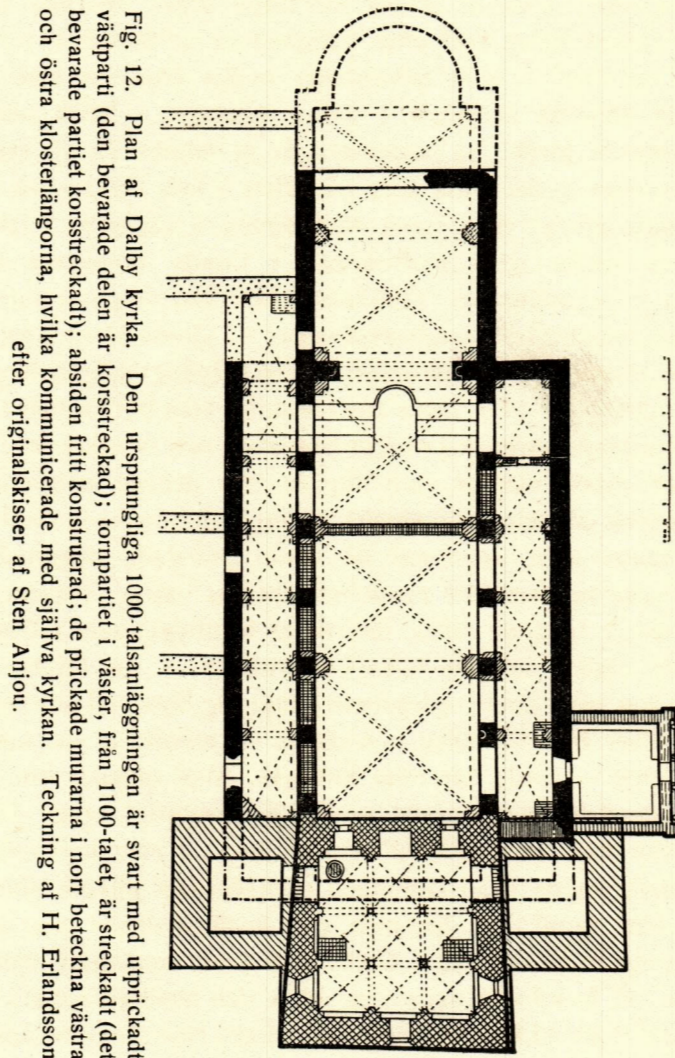 Fig. 12. Plan af Dalby kyrka. Den ursprungliga 1000-talsanläggningen är svart med utprickadt
västparti (den bevarade delen är korsstreckad); tornpartiet i väster, från 1100-talet, är streckadt (det
bevarade partiet korsstreckadt); absiden fritt konstruerad; de prickade murarna i norr beteckna västra
och östra klosterlängorna, hvilka kommunicerade med själfva kyrkan. Teckning af H. Erlandsson
efter originalskisser af Sten Anjou.